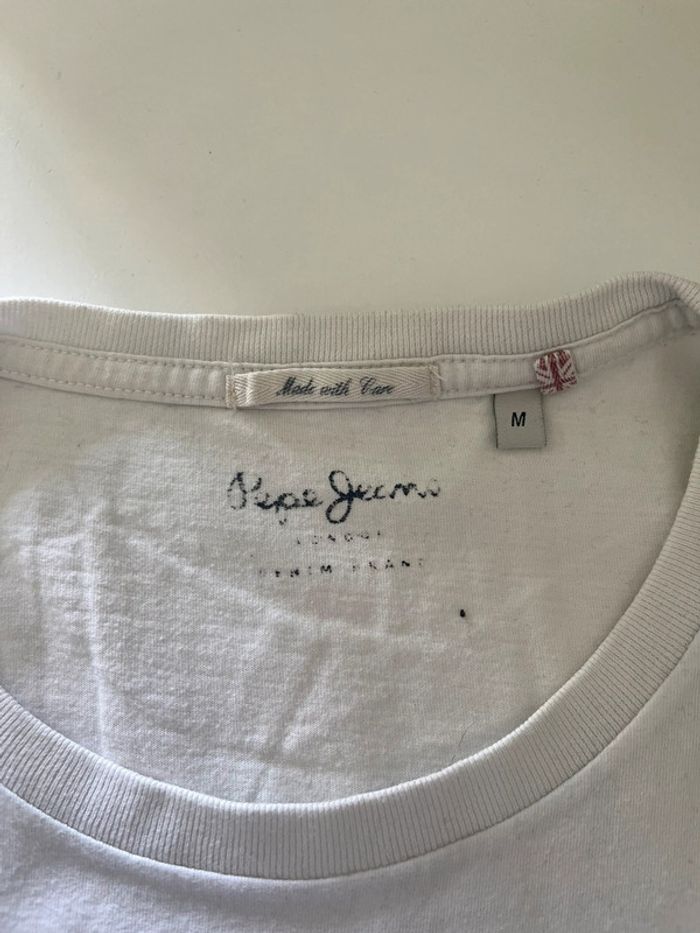 Made with Care
M
Pepe Jeans
LONDON
DENIM BRAND